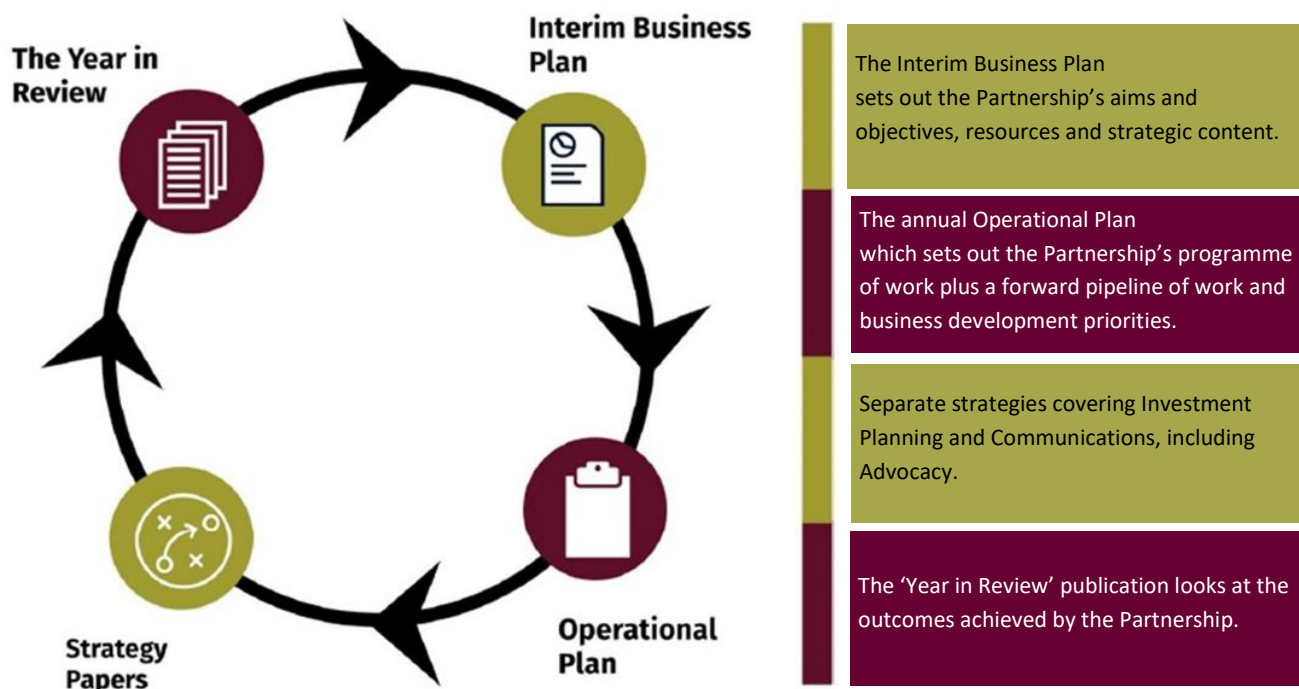 The Year in
Review
Interim Business
Plan
Strategy
Papers
Operational
Plan
The Interim Business Plan
sets out the Partnership’s aims and
objectives, resources and strategic content.
The annual Operational Plan
which sets out the Partnership’s programme
of work plus a forward pipeline of work and
business development priorities.
Separate strategies covering Investment
Planning and Communications, including
Advocacy.
The ‘Year in Review’ publication looks at the
outcomes achieved by the Partnership.